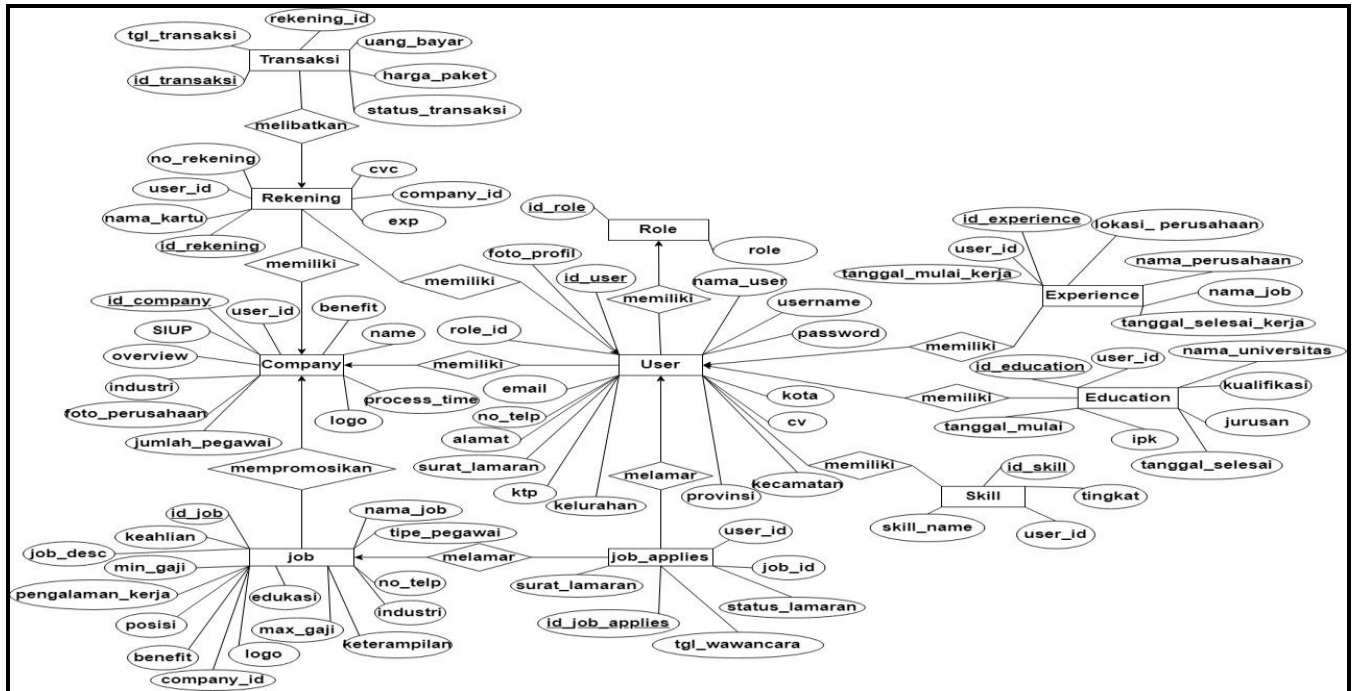 rekening_id
tgl_transaksi
uang_bayar
Transaksi
id_transaksi
harga_paket
status_transaksi
melibatkan
no_rekening
cvc
user_id
company_id
Rekening
nama_kartu
exp
id_rekening
memiliki
memiliki
id_role
Role
role
foto_profil
id_user
memiliki
nama_user
username
password
role_id
id_experience
lokasi_ perusahaan
user_id
tanggal_mulai_kerja
nama_perusahaan
Experience
nama_job
tanggal_selesai_kerja
memiliki
id_company
user_id
benefit
SIUP
name
overview
Company
memiliki
User
industri
process_time
foto_perusahaan
logo
jumlah_pegawai
email
no_telp
alamat
surat_lamaran
ktp
kelurahan
kota
cv
kecamatan
provinsi
id_education
user_id
nama_universitas
kualifikasi
memiliki
Education
jurusan
tanggal_mulai
ipk
tanggal_selesai
mempromosikan
melamar
memiliki
id_skill
Skill
tingkat
skill_name
user_id
id_job
nama_job
keahlian
tipe_pegawai
job_desc
job
melamar
job_applies
user_id
min_gaji
no_telp
surat_lamaran
job_id
pengalaman_kerja
edukasi
industri
status_lamaran
posisi
max_gaji
keterampilan
id_job_applies
benefit
logo
tgl_wawancara
company_id